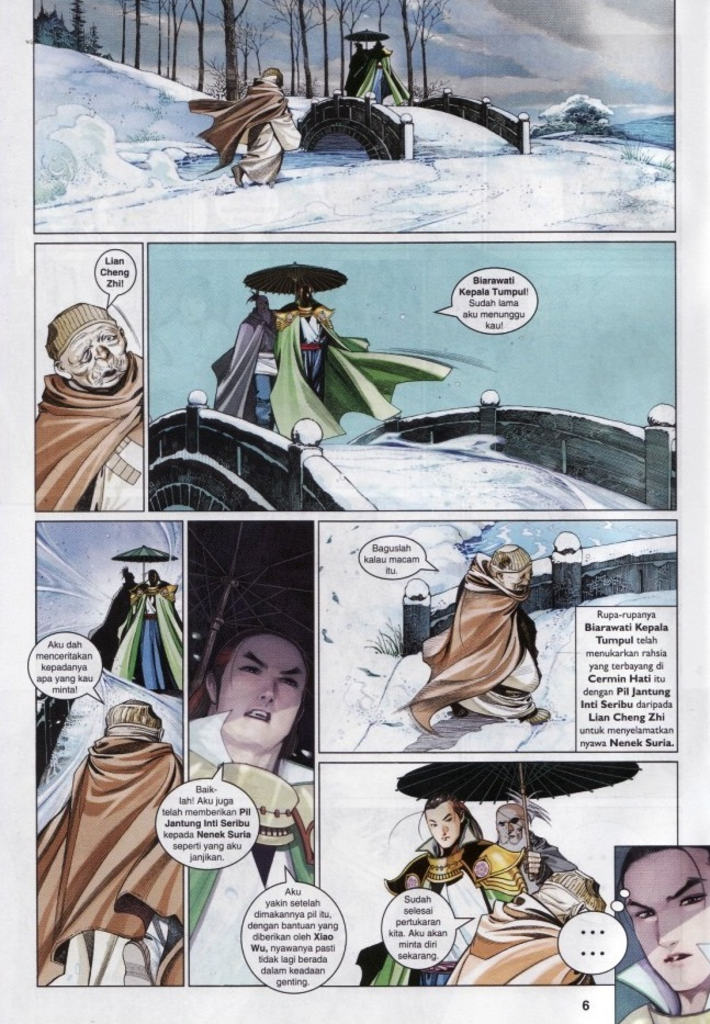 Lian
Cheng
Zhi!
Biarawati
Kepala Tumpul!
Sudah lama
aku menunggu
kau!
Aku dah
menceritakan
kepadanya
apa yang kau
minta!
Baik-
lah! Aku juga
telah memberikan Pil
Jantung Inti Seribu
kepada Nenek Suria
seperti yang aku
janjikan.
Aku
yakin setelah
dimakannya pil itu,
dengan bantuan yang
diberikan oleh Xiao
Wu, nyawanya pasti
tidak lagi berada
dalam keadaan
genting.
Baguslah
kalau macam
itu.
Rupa-rupanya
Biarawati Kepala
Tumpul telah
menukarkan rahsia
yang terbayang di
Cermin Hati itu
dengan Pil Jantung
Inti Seribu daripada
Lian Cheng Zhi
untuk menyelamatkan
nyawa Nenek Suria.
Sudah
selesai
pertukaran
kita. Aku akan
minta diri
sekarang.
...
...
6